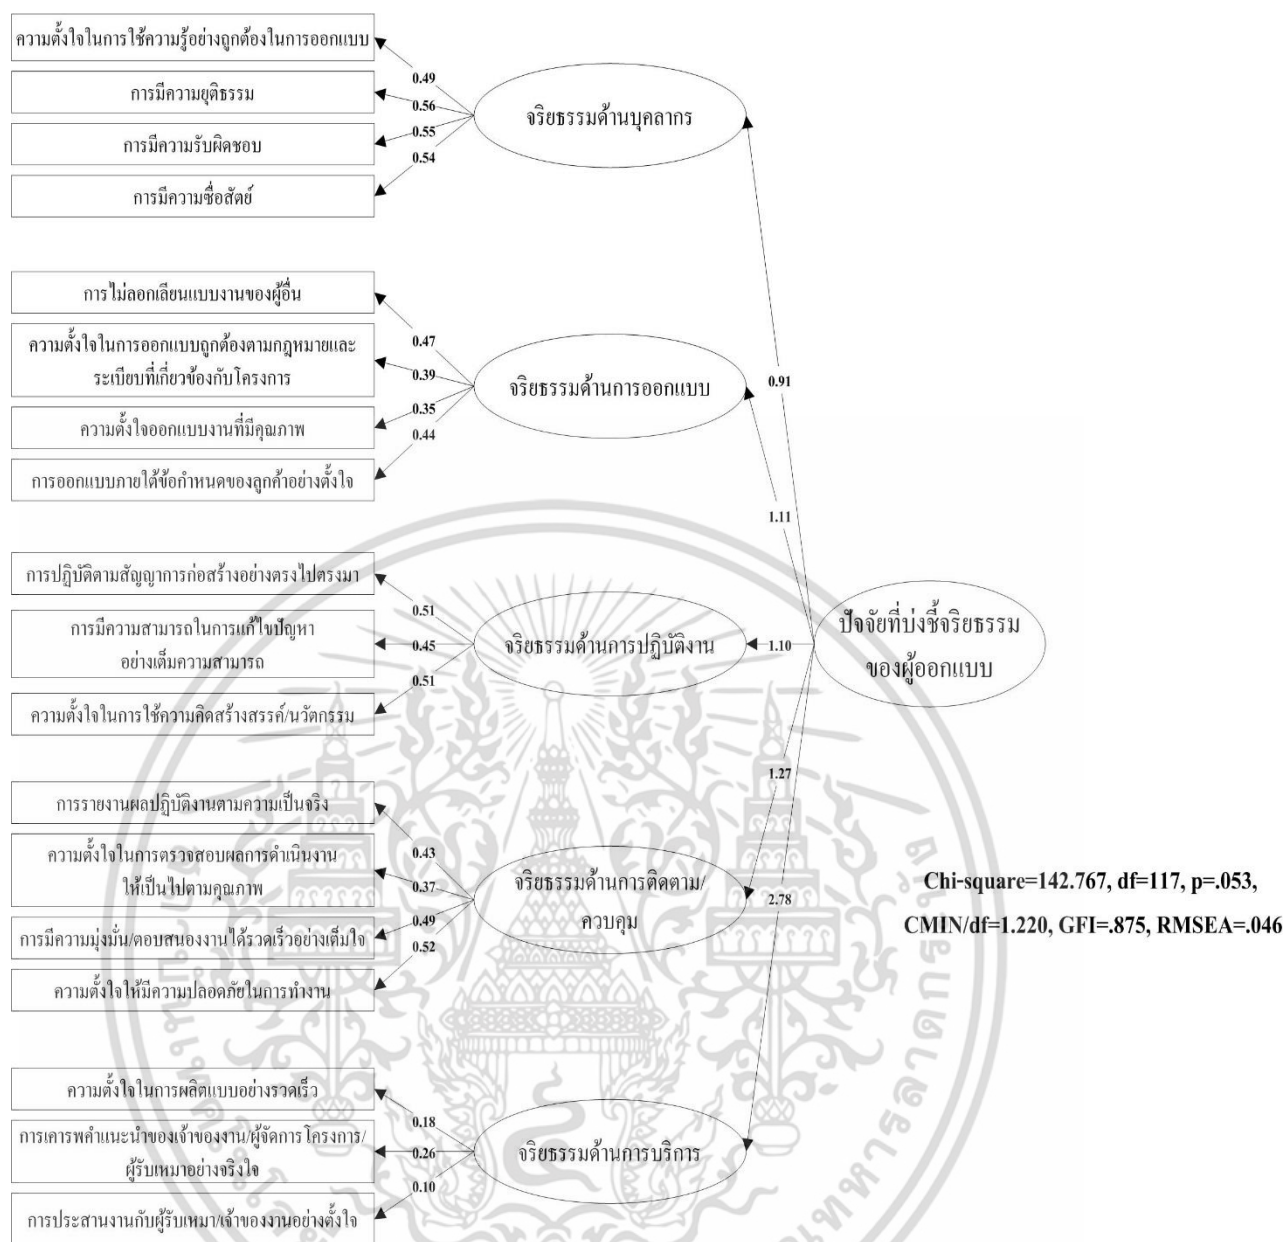 ความตั้งใจในการใช้ความรู้อย่างถูกต้องในการออกแบบ
0.49
การมีความยุติธรรม
0.56
จริยธรรมด้านบุคลากร
การมีความรับผิดชอบ
0.55
การมีความซื่อสัตย์
0.54
0.91
การไม่ลอกเลียนแบบงานของผู้อื่น
0.47
ความตั้งใจในการออกแบบถูกต้องตามกฎหมายและ
ระเบียบที่เกี่ยวข้องกับโครงการ
0.39
จริยธรรมด้านการออกแบบ
ความตั้งใจออกแบบงานที่มีคุณภาพ
0.35
การออกแบบภายใต้ข้อกำหนดของลูกค้าอย่างตั้งใจ
0.44
1.11
การปฏิบัติตามสัญญาการก่อสร้างอย่างตรงไปตรงมา
0.51
การมีความสามารถในการแก้ไขปัญหา
อย่างเต็มความสามารถ
0.45
จริยธรรมด้านการปฏิบัติงาน
1.10
ปัจจัยที่บ่งชี้จริยธรรม
ของผู้ออกแบบ
ความตั้งใจในการใช้ความคิดสร้างสรรค์/นวัตกรรม
0.51
1.27
การรายงานผลปฏิบัติงานตามความเป็นจริง
0.43
ความตั้งใจในการตรวจสอบผลการดำเนินงาน
ให้เป็นไปตามคุณภาพ
0.37
จริยธรรมด้านการติดตาม/
ควบคุม
2.78
การมีความมุ่งมั่น/ตอบสนองงานได้รวดเร็วอย่างเต็มใจ
0.49
ความตั้งใจให้มีความปลอดภัยในการทำงาน
0.52
Chi-square=142.767, df=117, p=.053,
CMIN/df=1.220, GFI=.875, RMSEA=.046
ความตั้งใจในการผลิตแบบอย่างรวดเร็ว
0.18
การเคารพคำแนะนำของเจ้าของงาน/ผู้จัดการโครงการ/
ผู้รับเหมาอย่างจริงใจ
0.26
จริยธรรมด้านการบริการ
การประสานงานกับผู้รับเหมา/เจ้าของงานอย่างตั้งใจ
0.10